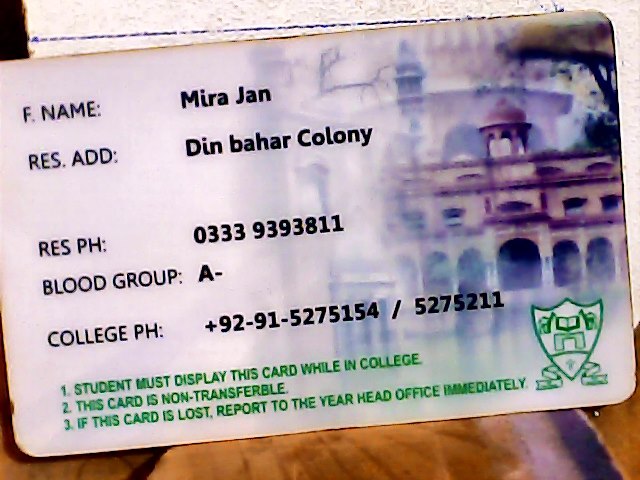 F. NAME: Mira Jan
RES. ADD: Din bahar Colony
RES PH: 0333 9393811
BLOOD GROUP: A-
COLLEGE PH: +92-91-5275154 / 5275211
1. STUDENT MUST DISPLAY THIS CARD WHILE IN COLLEGE.
2. THIS CARD IS NON-TRANSFERBLE.
3. IF THIS CARD IS LOST, REPORT TO THE YEAR HEAD OFFICE IMMEDIATELY.